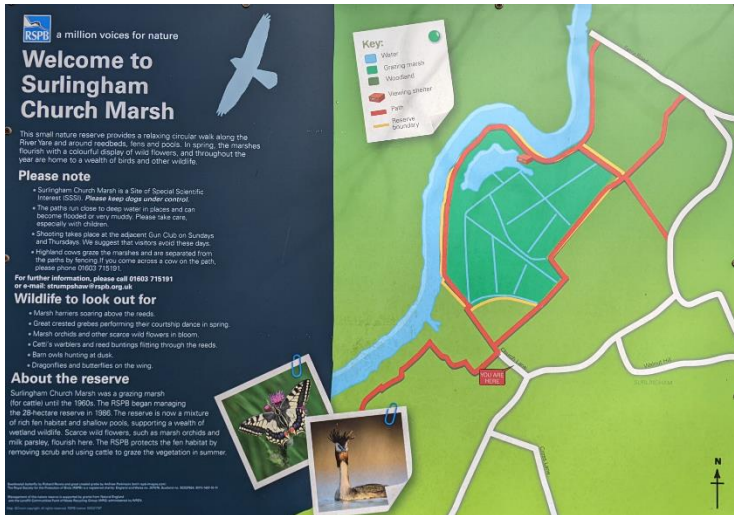 RSPB
a million voices for nature
Welcome to
Surlingham
Church Marsh
This small nature reserve provides a relaxing circular walk along the
River Yare and around reedbeds, fens and pools. In spring, the marshes
flourish with a colourful display of wild flowers, and throughout the
year are home to a wealth of birds and other wildlife.
Please note
• Surlingham Church Marsh is a Site of Special Scientific
Interest (SSSI). Please keep dogs under control.
• The paths run close to deep water in places and can
become flooded or very muddy. Please take care,
especially with children.
• Shooting takes place at the adjacent Gun Club on Sundays
and Thursdays. We suggest that visitors avoid these days.
• Highland cows graze the marshes and are separated from
the paths by fencing. If you come across a cow on the path,
please phone 01603 715191.
For further information, please call 01603 715191
or e-mail: strumpshaw@rspb.org.uk
Wildlife to look out for
• Marsh harriers soaring above the reeds.
• Great crested grebes performing their courtship dance in spring.
• Marsh orchids and other scarce wild flowers in bloom.
• Cetti's warblers and reed buntings flitting through the reeds.
• Barn owls hunting at dusk.
• Dragonflies and butterflies on the wing.
About the reserve
Surlingham Church Marsh was a grazing marsh
(for cattle) until the 1960s. The RSPB began managing
the 28-hectare reserve in 1986. The reserve is now a mixture
of rich fen habitat and shallow pools, supporting a wealth of
wetland wildlife. Scarce wild flowers, such as marsh orchids and
milk parsley, flourish here. The RSPB protects the fen habitat by
removing scrub and using cattle to graze the vegetation in summer.
Key:
Water
Grazing marsh
Woodland
Viewing shelter
Path
Reserve
boundary
Church Lane
YOU ARE
HERE
Walnut Hill
N